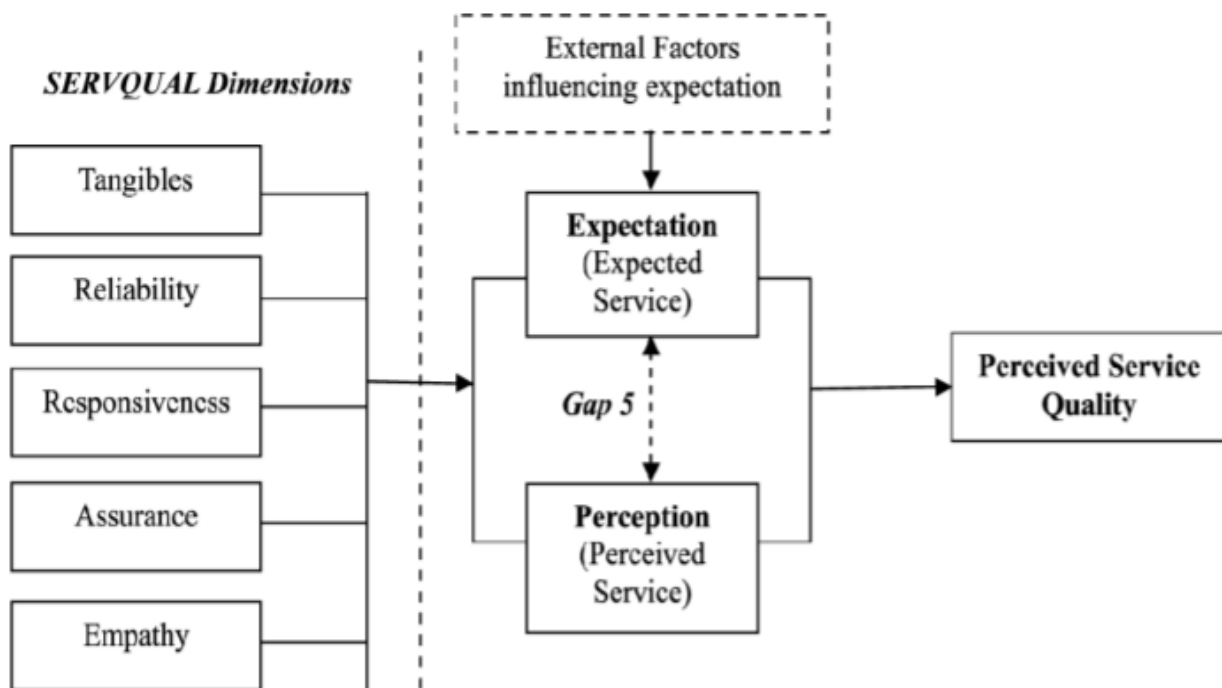 SERVQUAL Dimensions
Tangibles
Reliability
Responsiveness
Assurance
Empathy
External Factors
influencing expectation
Expectation
(Expected
Service)
Gap 5
Perception
(Perceived
Service)
Perceived Service
Quality